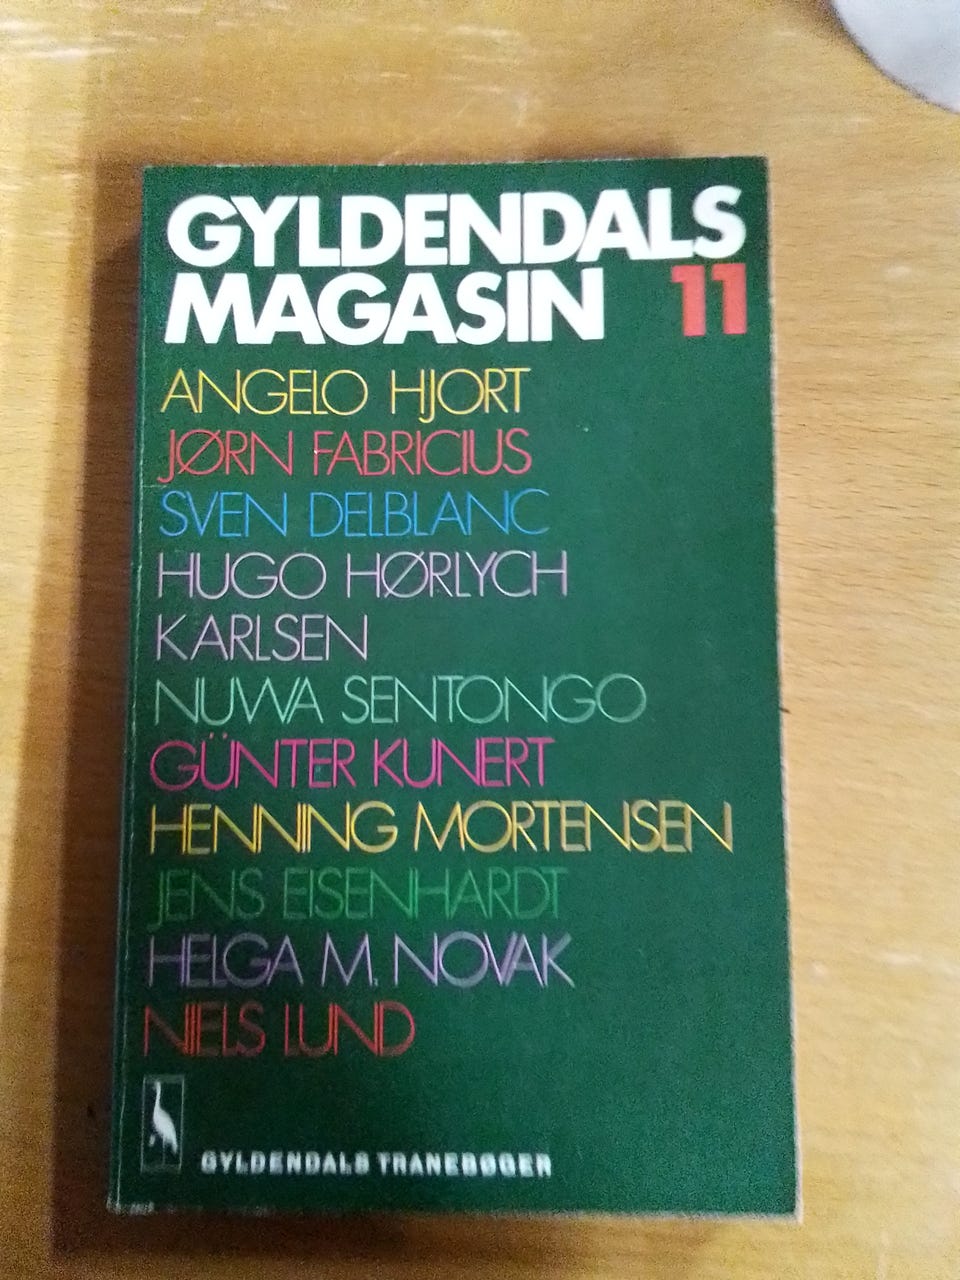 GYLDENDALS
MAGASIN 11
ANGELO HJORT
JØRN FABRICIUS
SVEN DELBLANC
HUGO HØRLYCH
KARLSEN
NUWA SENTONGO
GÜNTER KUNERT
HENNING MORTENSEN
JENS EISENHARDT
HELGA M. NOVAK
NIELS LUND
GYLDENDALS TRANEBØGER